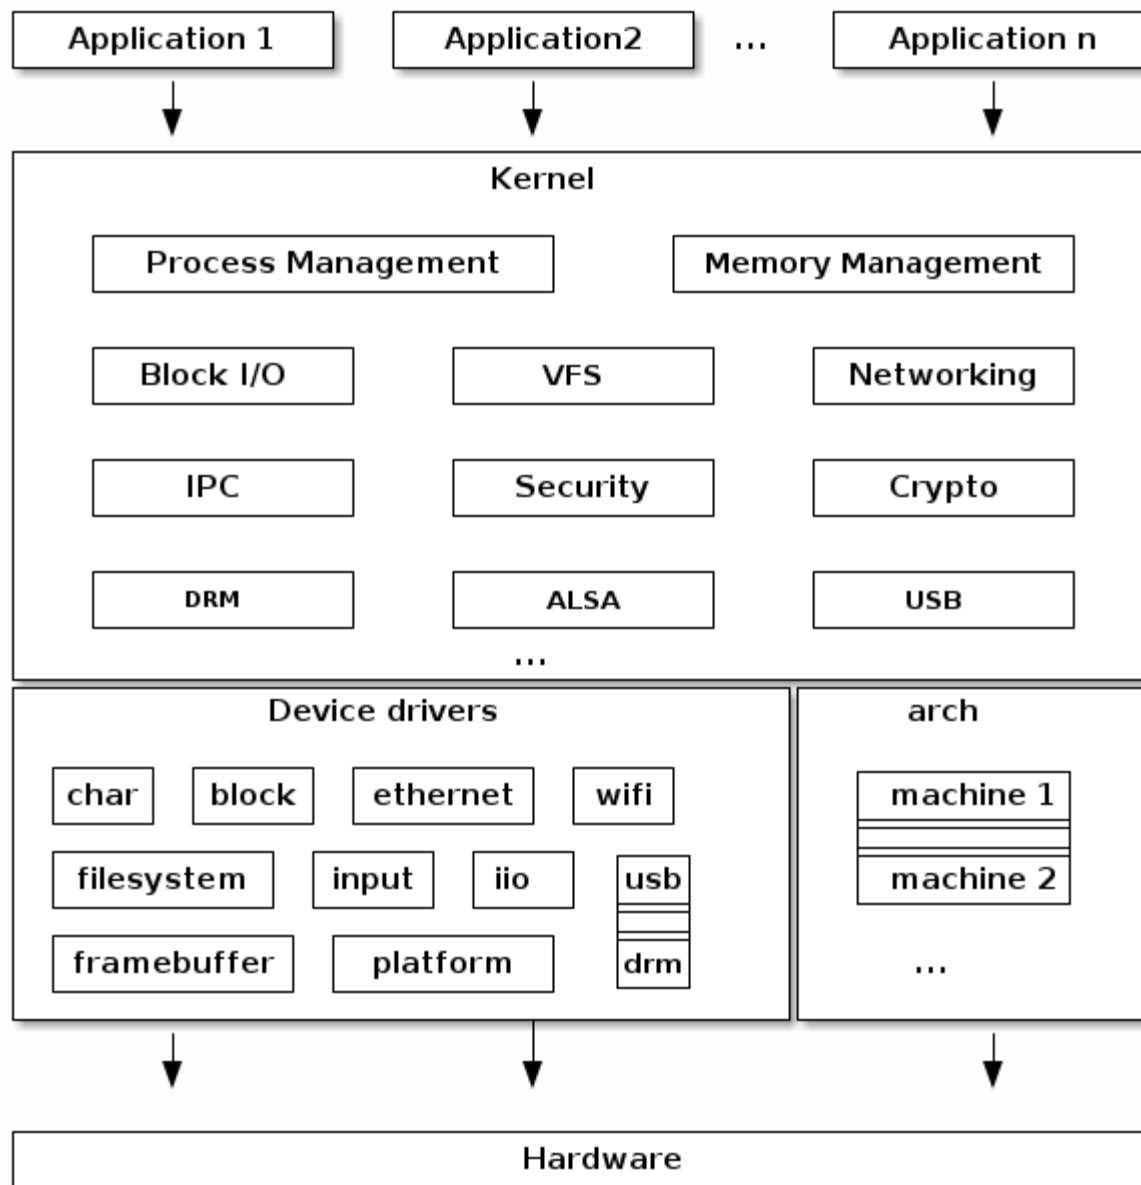 Application 1 Application2 ... Application n
Kernel
Process Management Memory Management
Block I/O VFS Networking
IPC Security Crypto
DRM ALSA USB
...
Device drivers arch
char block ethernet wifi machine 1
filesystem input iio usb machine 2
framebuffer platform drm ...
Hardware